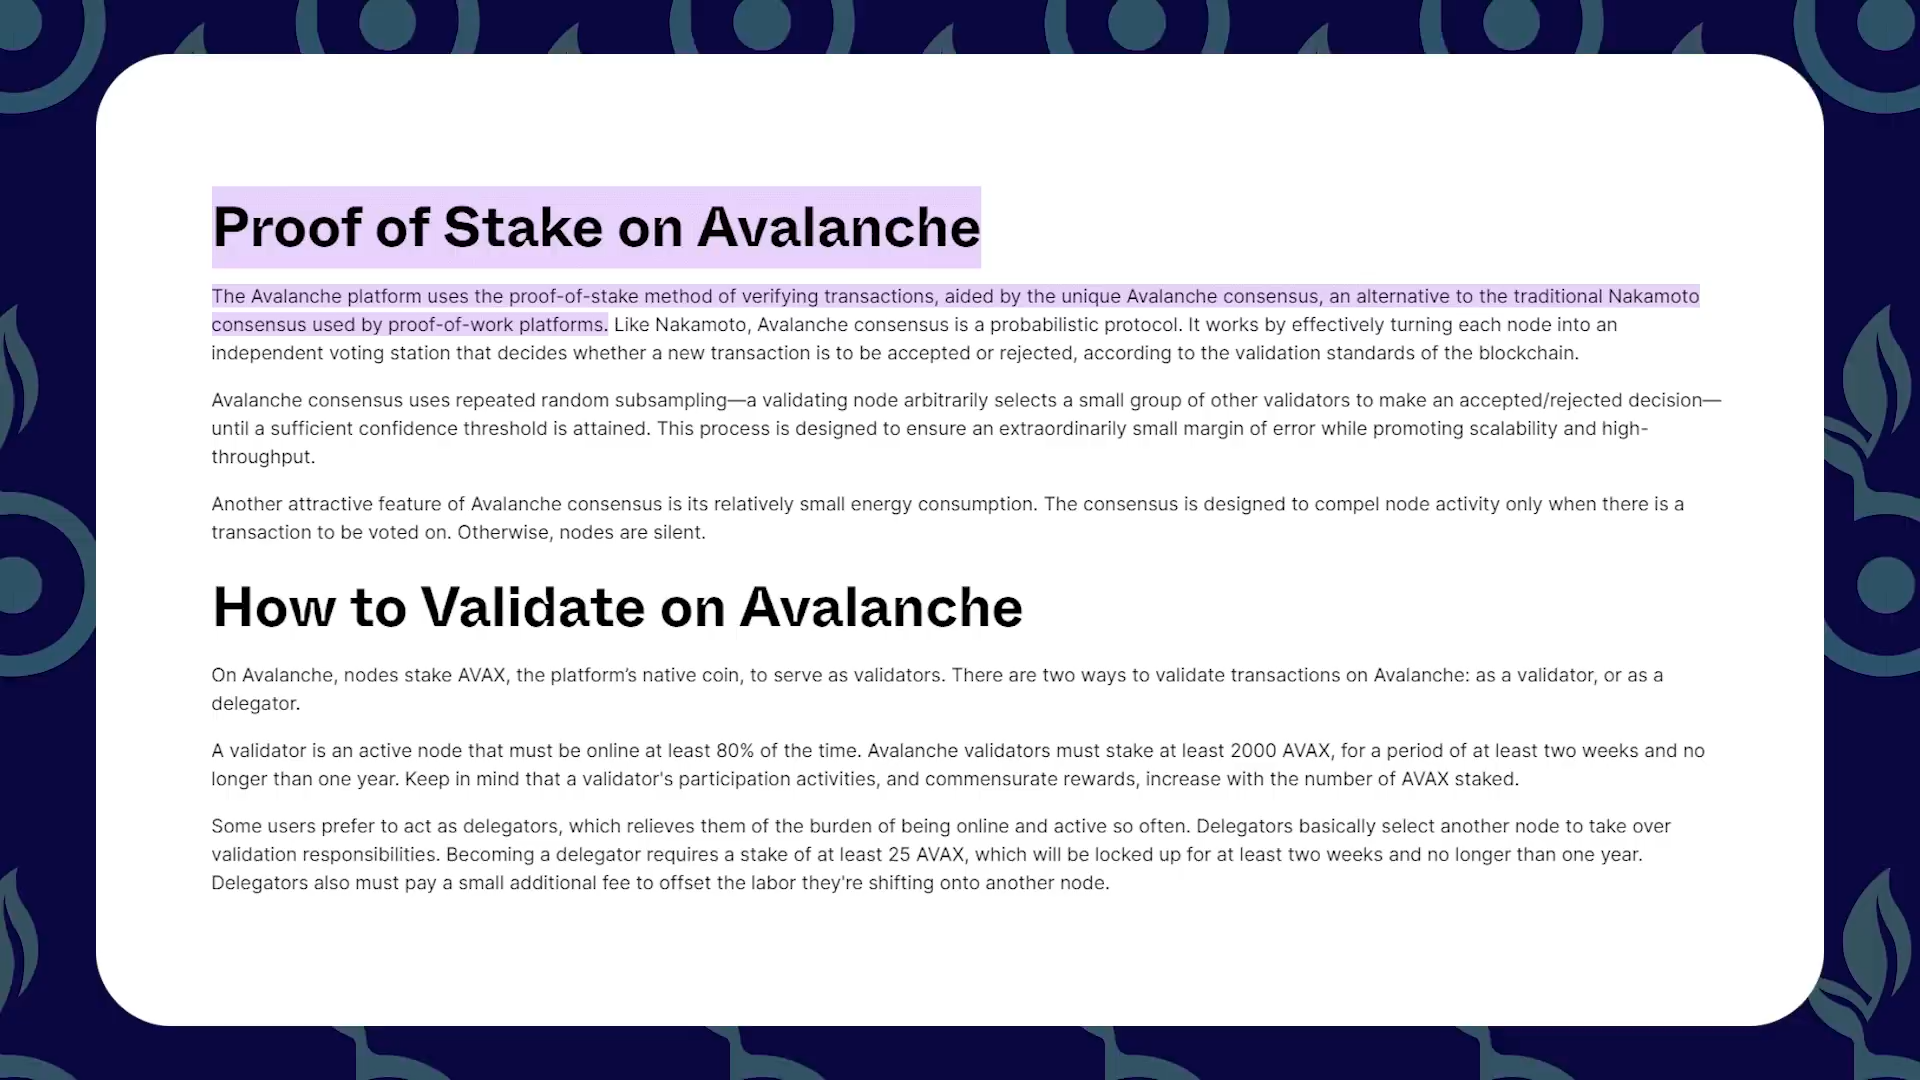 Proof of Stake on Avalanche
The Avalanche platform uses the proof-of-stake method of verifying transactions, aided by the unique Avalanche consensus, an alternative to the traditional Nakamoto
consensus used by proof-of-work platforms. Like Nakamoto, Avalanche consensus is a probabilistic protocol. It works by effectively turning each node into an
independent voting station that decides whether a new transaction is to be accepted or rejected, according to the validation standards of the blockchain.
Avalanche consensus uses repeated random subsampling—a validating node arbitrarily selects a small group of other validators to make an accepted/rejected decision—
until a sufficient confidence threshold is attained. This process is designed to ensure an extraordinarily small margin of error while promoting scalability and high-
throughput.
Another attractive feature of Avalanche consensus is its relatively small energy consumption. The consensus is designed to compel node activity only when there is a
transaction to be voted on. Otherwise, nodes are silent.
How to Validate on Avalanche
On Avalanche, nodes stake AVAX, the platform’s native coin, to serve as validators. There are two ways to validate transactions on Avalanche: as a validator, or as a
delegator.
A validator is an active node that must be online at least 80% of the time. Avalanche validators must stake at least 2000 AVAX, for a period of at least two weeks and no
longer than one year. Keep in mind that a validator's participation activities, and commensurate rewards, increase with the number of AVAX staked.
Some users prefer to act as delegators, which relieves them of the burden of being online and active so often. Delegators basically select another node to take over
validation responsibilities. Becoming a delegator requires a stake of at least 25 AVAX, which will be locked up for at least two weeks and no longer than one year.
Delegators also must pay a small additional fee to offset the labor they're shifting onto another node.